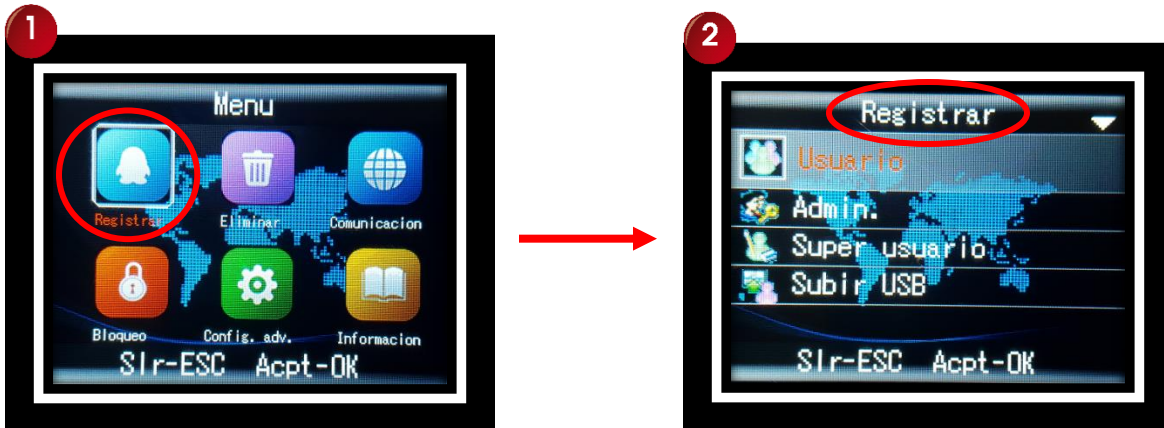 1
Menu
Registrar Eliminar Comunicacion
Bloqueo Config. adv. Informacion
Slr-ESC Acpt-OK
2
Registrar
Usuario
Admin.
Super usuario
Subir USB
Slr-ESC Acpt-OK